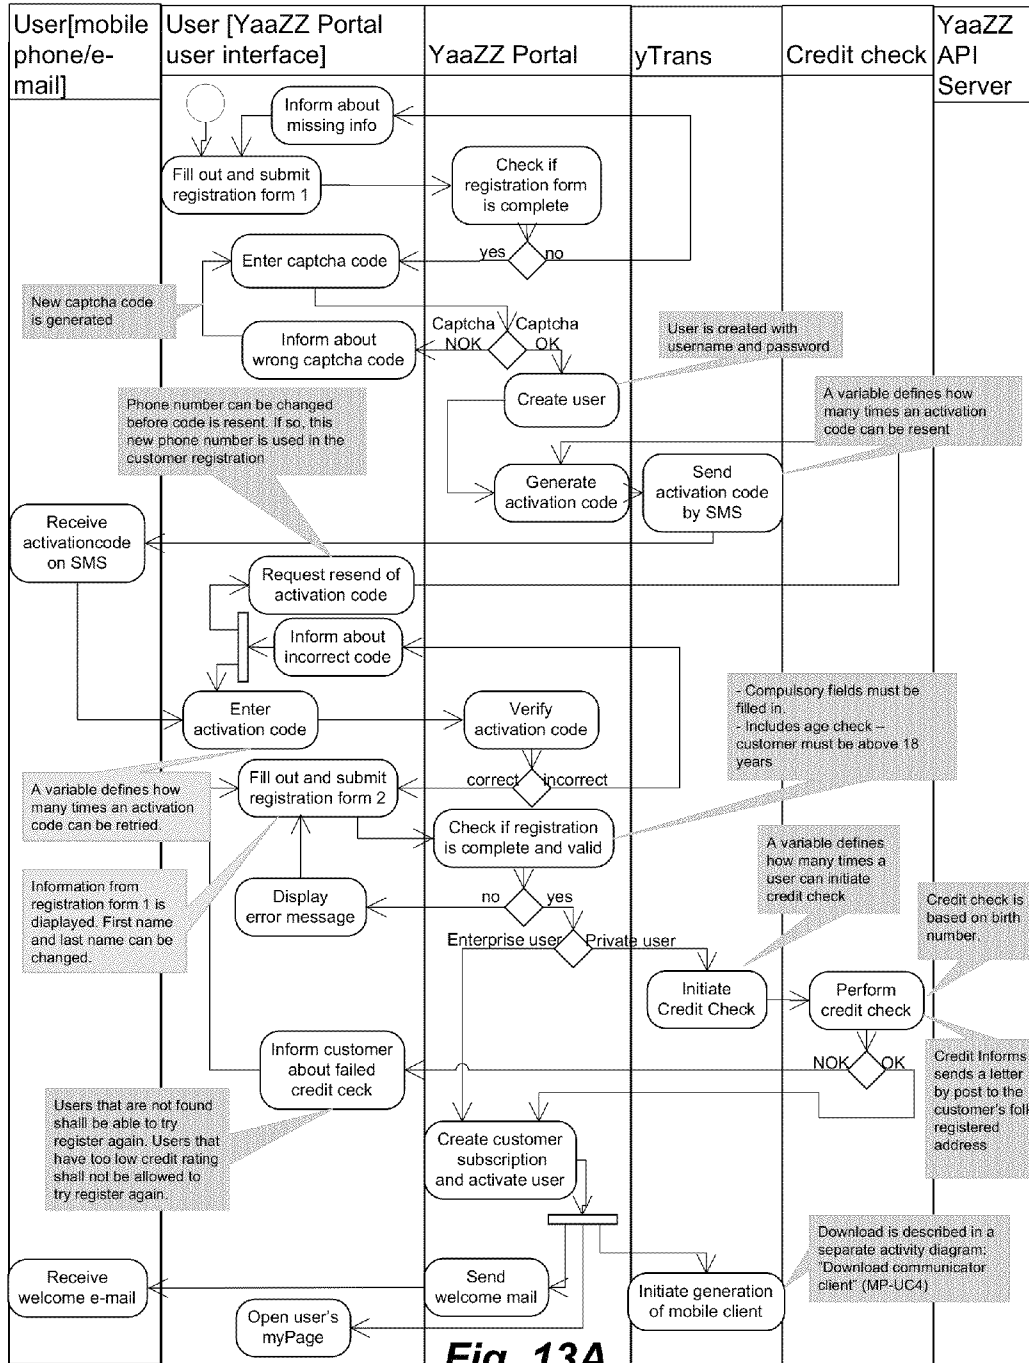 User[mobile
phone/e-
mail]
User [YaaZZ Portal
user interface]
YaaZZ Portal
yTrans
Credit check
YaaZZ
API
Server
Inform about
missing info
Fill out and submit
registration form 1
Check if
registration form
is complete
yes
no
Enter captcha code
New captcha code
is generated
Inform about
wrong captcha code
Captcha
NOK
Captcha
OK
User is created with
username and password
Create user
Phone number can be changed
before code is resent. If so, this
new phone number is used in the
customer registration
A variable defines how
many times an activation
code can be resent
Generate
activation code
Send
activation code
by SMS
Receive
activationcode
on SMS
Request resend of
activation code
Inform about
incorrect code
Enter
activation code
Verify
activation code
- Compulsory fields must be
filled in.
- Includes age check –
customer must be above 18
years
correct
incorrect
A variable defines how
many times an activation
code can be retried.
Fill out and submit
registration form 2
Check if registration
is complete and valid
A variable defines
how many times a
user can initiate
credit check
Information from
registration form 1 is
diaplayed. First name
and last name can be
changed.
Display
error message
no
yes
Credit check is
based on birth
number.
Enterprise user
Private user
Initiate
Credit Check
Perform
credit check
NOK
OK
Inform customer
about failed
credit ceck
Credit Informs
sends a letter
by post to the
customer's folk
registered
address
Users that are not found
shall be able to try
register again. Users that
have too low credit rating
shall not be allowed to
try register again.
Create customer
subscription
and activate user
Download is described in a
separate activity diagram:
"Download communicator
client" (MP-UC4)
Receive
welcome e-mail
Send
welcome mail
Initiate generation
of mobile client
Open user's
myPage
Fig. 13A